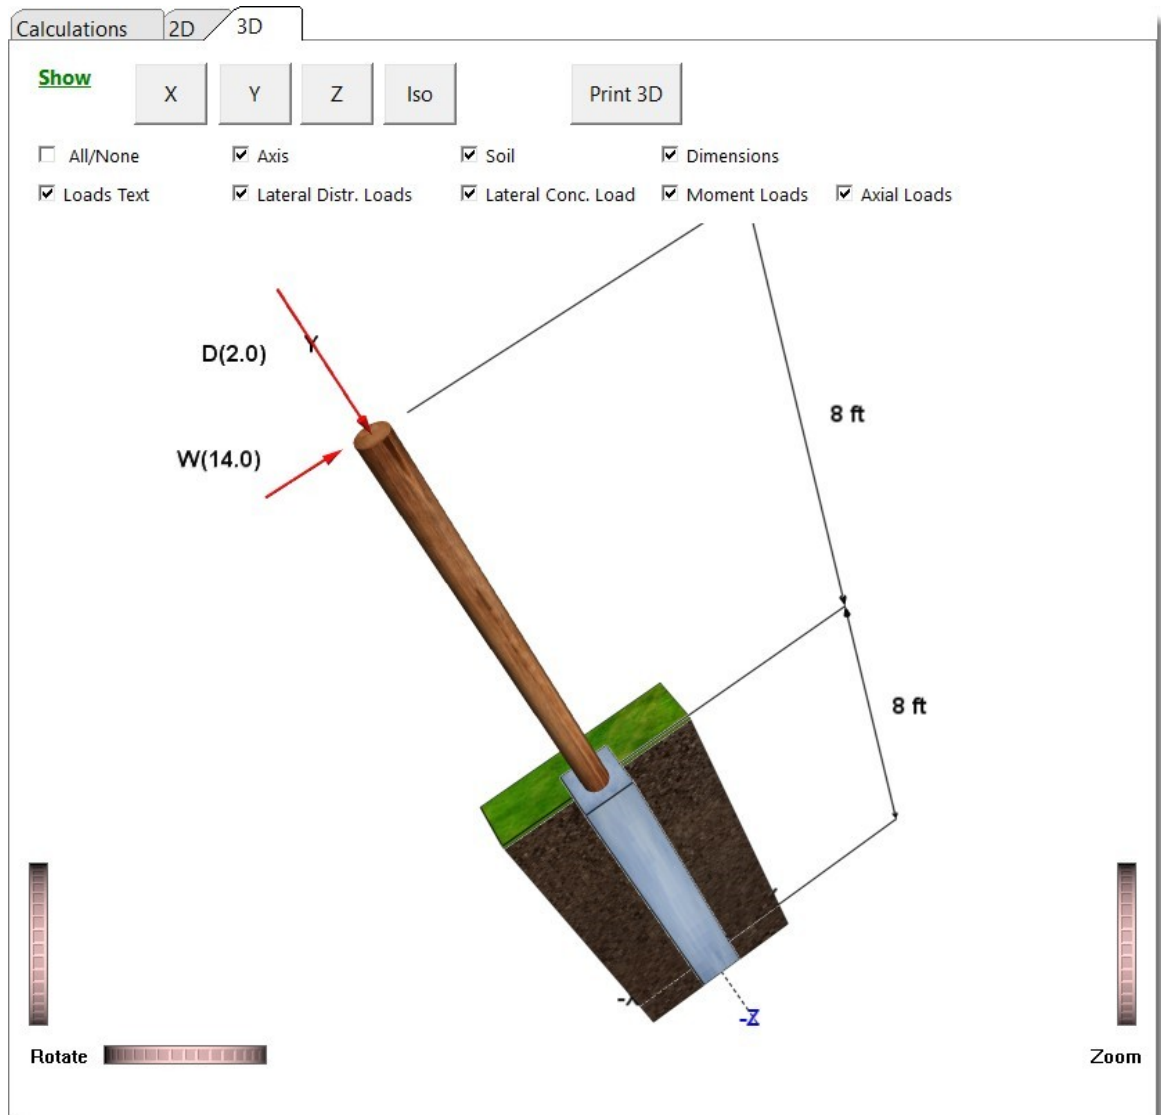 Calculations 2D 3D
Show X Y Z Iso Print 3D
All/None Axis Soil Dimensions
Loads Text Lateral Distr. Loads Lateral Conc. Load Moment Loads Axial Loads
Y
D(2.0)
W(14.0)
8 ft
8 ft
-X
-Z
Rotate
Zoom